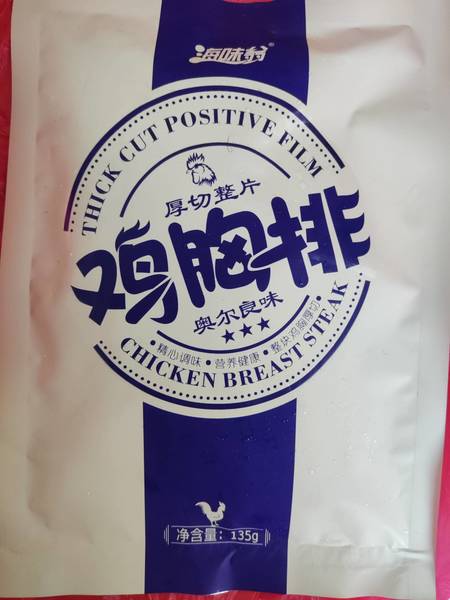 海味翁
THICK CUT POSITIVE FILM
厚切整片
鸡胸排
奥尔良味
•精心调味•营养健康•整块鸡胸厚切•
CHICKEN BREAST STEAK
净含量：135g